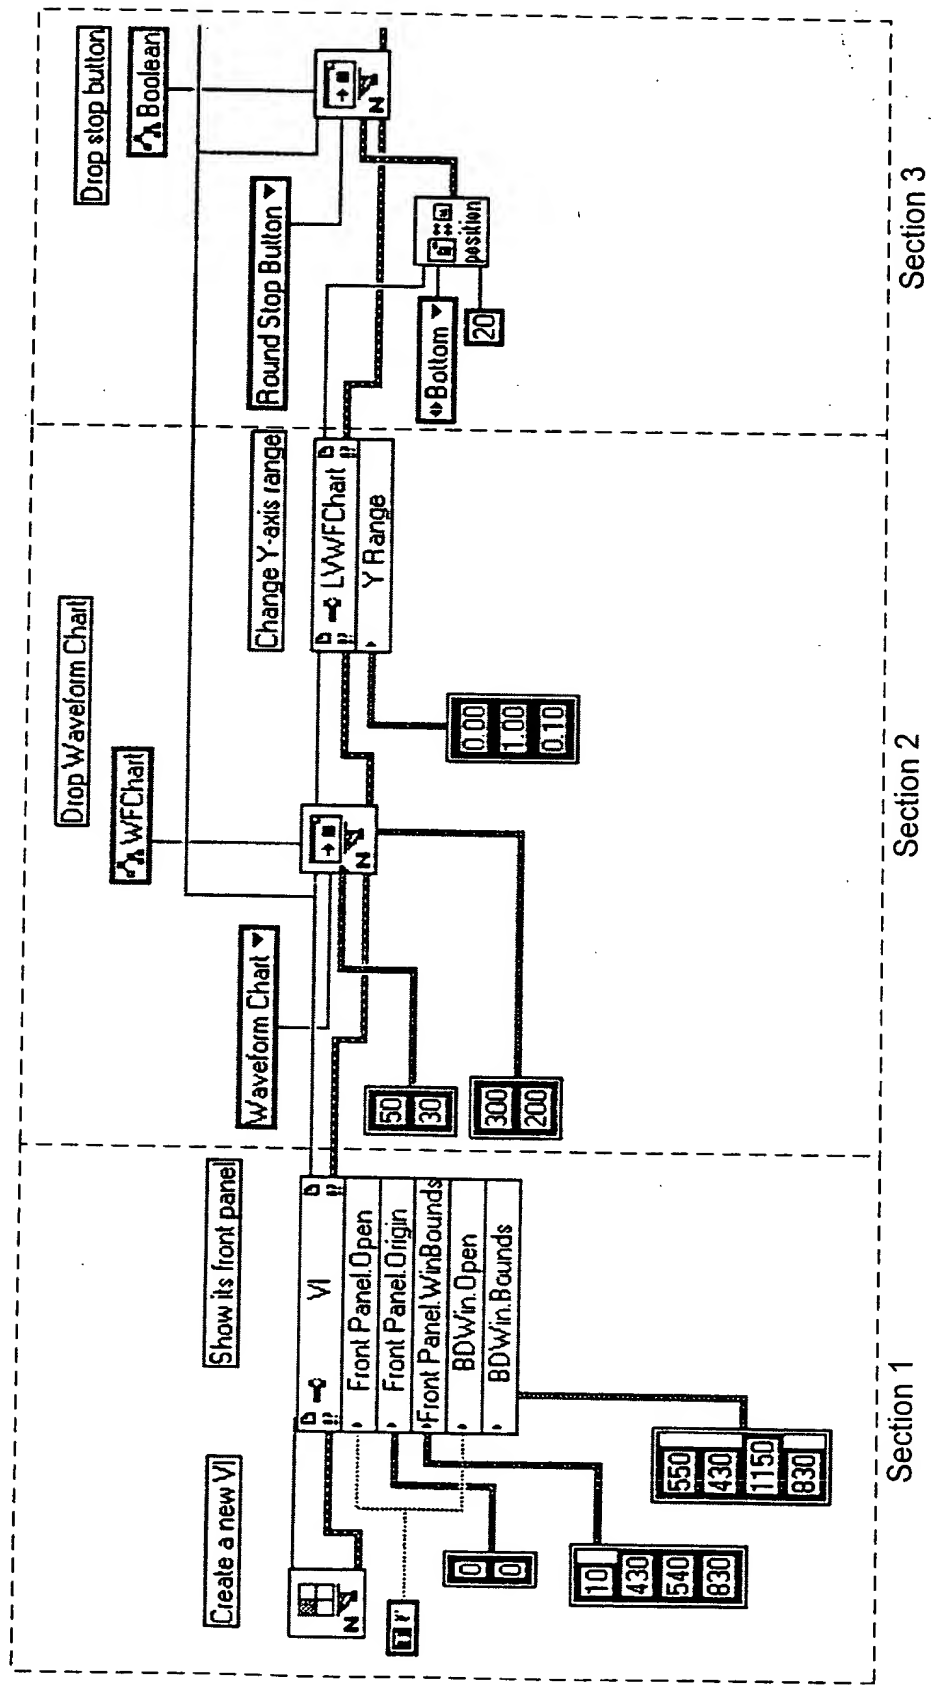 Create a new VI
Show its front panel
N
VI
Front Panel.Open
Front Panel.Origin
Front Panel.WinBounds
BDWin.Open
BDWin.Bounds
0
0
10
430
540
830
550
430
1150
830
Section 1
Drop Waveform Chart
WFChart
Waveform Chart
N
50
30
300
200
Change Y-axis range
LVWFChart
Y Range
0.00
1.00
0.10
Section 2
Drop stop button
Boolean
Round Stop Button
N
position
Bottom
20
Section 3